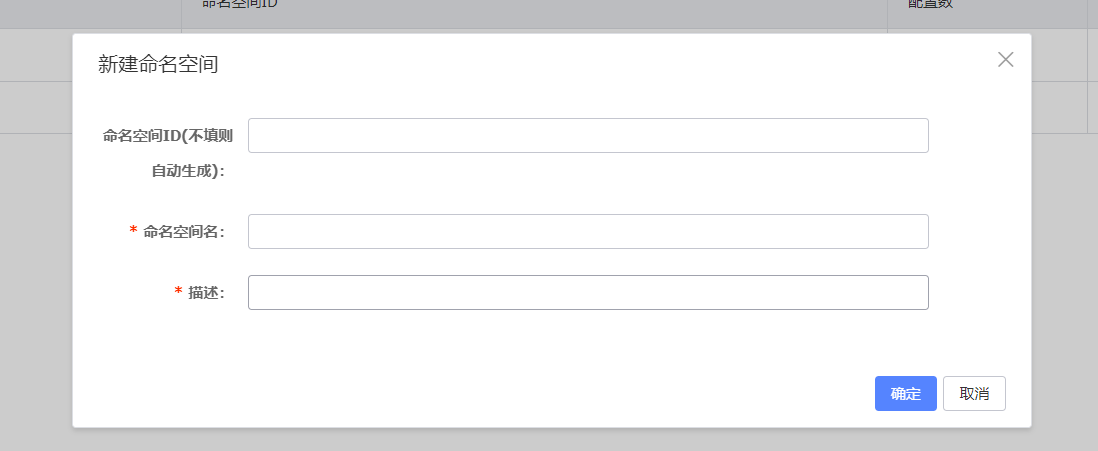 命名空间ID
配置数
新建命名空间
命名空间ID(不填则
自动生成):
* 命名空间名:
* 描述:
确定
取消